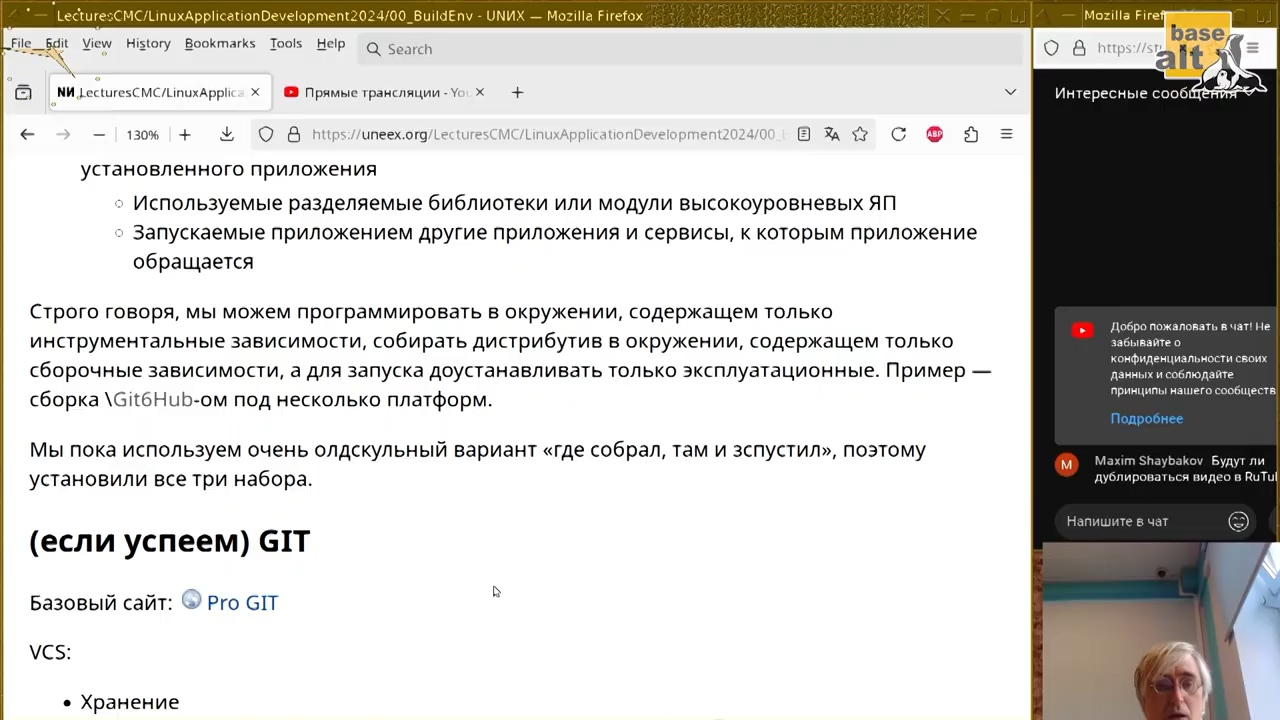 LecturesCMC/LinuxApplicationDevelopment2024/00_BuildEnv - UNИX — Mozilla Firefox
File Edit View History Bookmarks Tools Help
Search
NИ LecturesCMC/LinuxApplica
Прямые трансляции - You
130%
https://uneex.org/LecturesCMC/LinuxApplicationDevelopment2024/00_
ABP
установленного приложения
Используемые разделяемые библиотеки или модули высокоуровневых ЯП
Запускаемые приложением другие приложения и сервисы, к которым приложение
обращается
Строго говоря, мы можем программировать в окружении, содержащем только
инструментальные зависимости, собирать дистрибутив в окружении, содержащем только
сборочные зависимости, а для запуска доустанавливать только эксплуатационные. Пример —
сборка \Git6Hub-ом под несколько платформ.
Мы пока используем очень олдскульный вариант «где собрал, там и зспустил», поэтому
установили все три набора.
(если успеем) GIT
Базовый сайт: Pro GIT
VCS:
• Хранение
Mozilla Firef
base
alt
https://st
Интересные сообщения
Добро пожаловать в чат! Не
забывайте о
конфиденциальности своих
данных и соблюдайте
принципы нашего сообществ
Подробнее
M
Maxim Shaybakov Будут ли
дублироваться видео в RuTu
Напишите в чат